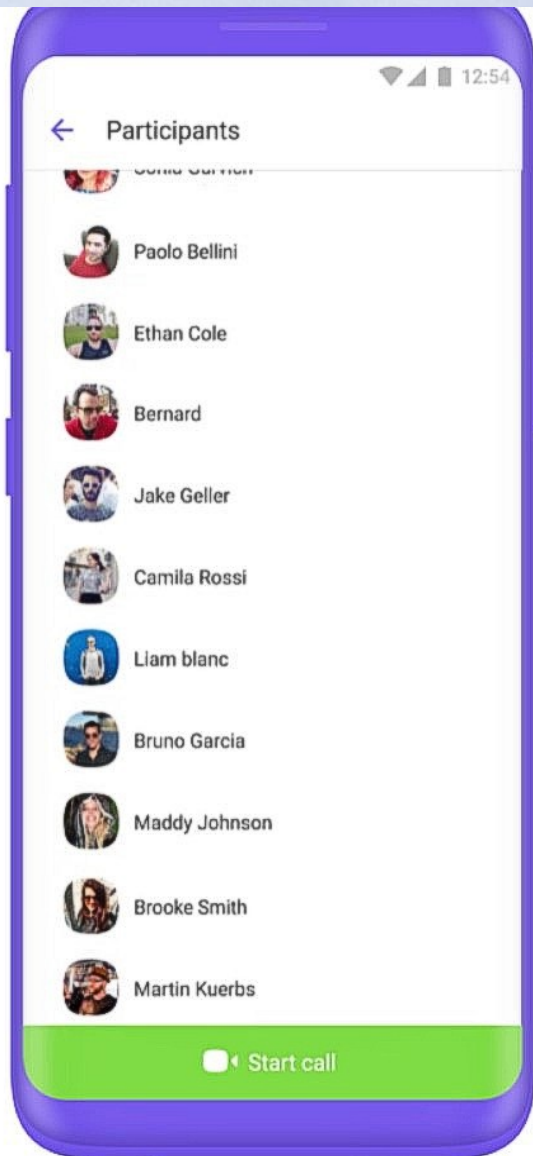 12:54
Participants
Paolo Bellini
Ethan Cole
Bernard
Jake Geller
Camila Rossi
Liam blanc
Bruno Garcia
Maddy Johnson
Brooke Smith
Martin Kuerbs
Start call